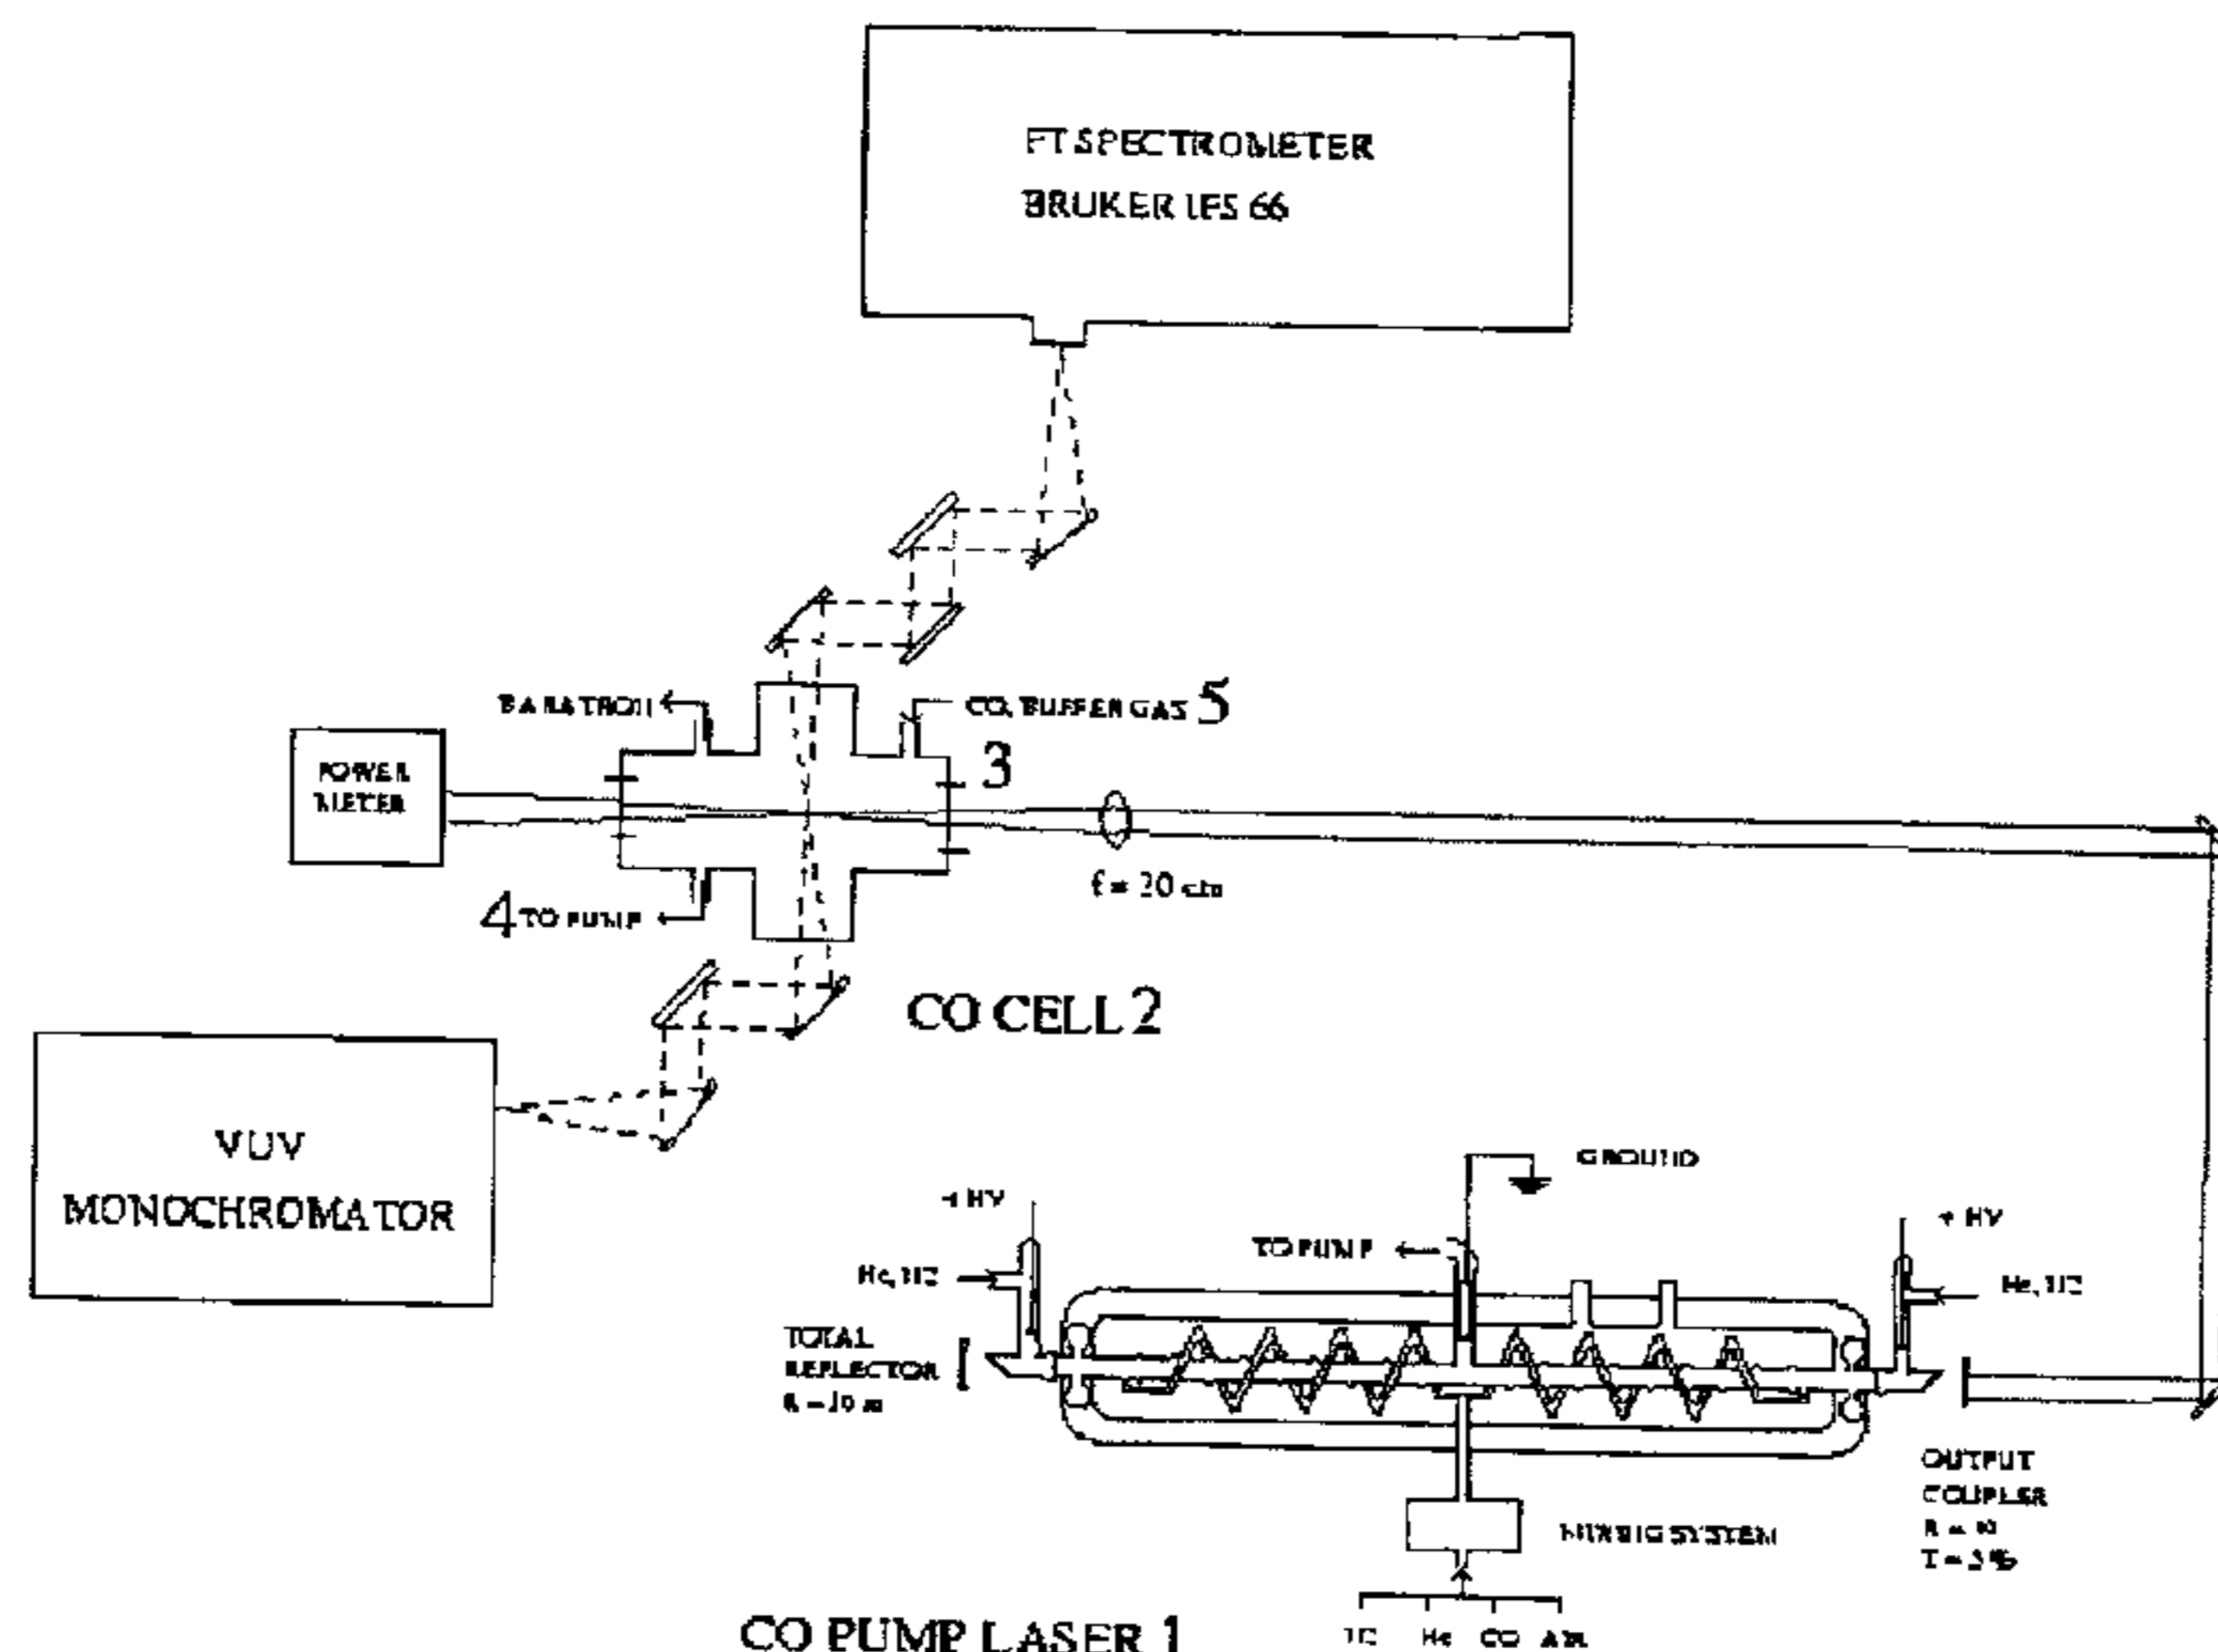 FT SPECTROMETER
BRUKER IFS 66
BARATRON
CO, BUFFER GAS 5
3
POWER
METER
f = 20 cm
4 TO PUMP
CO CELL 2
VUV
MONOCHROMATOR
GROUND
+ HV
+ HV
TO PUMP
TOTAL
REFLECTOR
OUTPUT
COUPLER
MIXING SYSTEM
He CO AIR
CO PUMP LASER 1